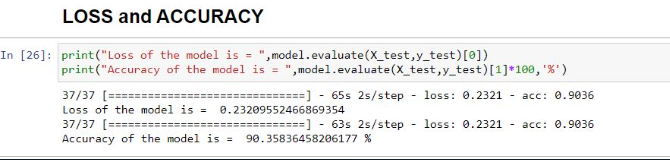 LOSS and ACCURACY
In [26]: print("Loss of the model is = ",model.evaluate(X_test,y_test)[0])
print("Accuracy of the model is = ",model.evaluate(X_test,y_test)[1]*100,'%')
37/37 [==============================] - 65s 2s/step - loss: 0.2321 - acc: 0.9036
Loss of the model is =  0.23209552466869354
37/37 [==============================] - 63s 2s/step - loss: 0.2321 - acc: 0.9036
Accuracy of the model is =  90.35836458206177 %